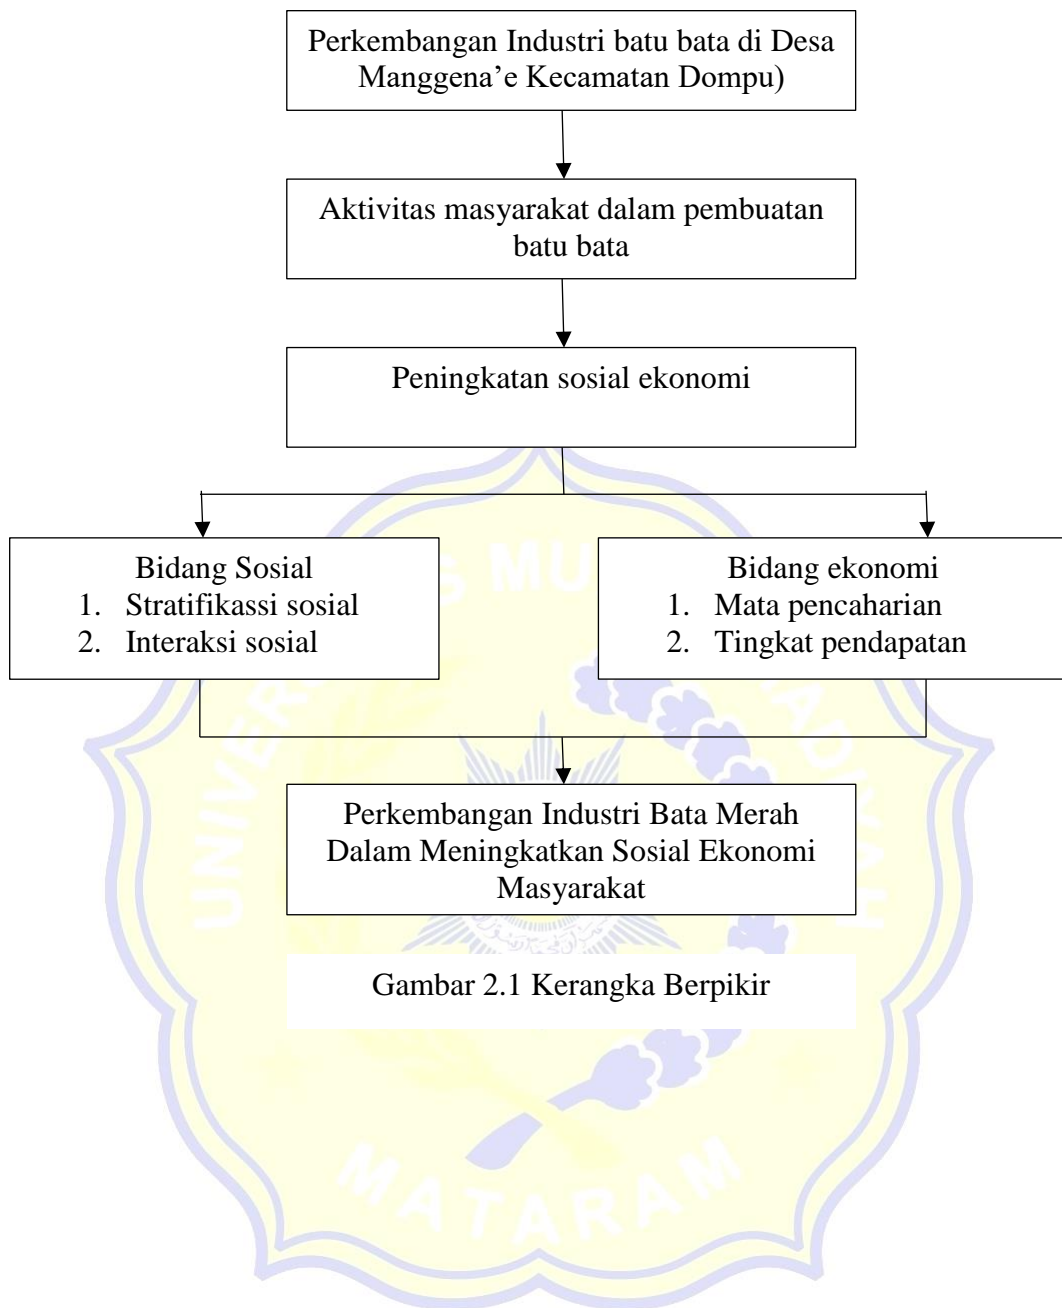 Perkembangan Industri batu bata di Desa
Manggena’e Kecamatan Dompu)
Aktivitas masyarakat dalam pembuatan
batu bata
Peningkatan sosial ekonomi
Bidang Sosial
1. Stratifikassi sosial
2. Interaksi sosial
Bidang ekonomi
1. Mata pencaharian
2. Tingkat pendapatan
Perkembangan Industri Bata Merah
Dalam Meningkatkan Sosial Ekonomi
Masyarakat
Gambar 2.1 Kerangka Berpikir
MATARAM